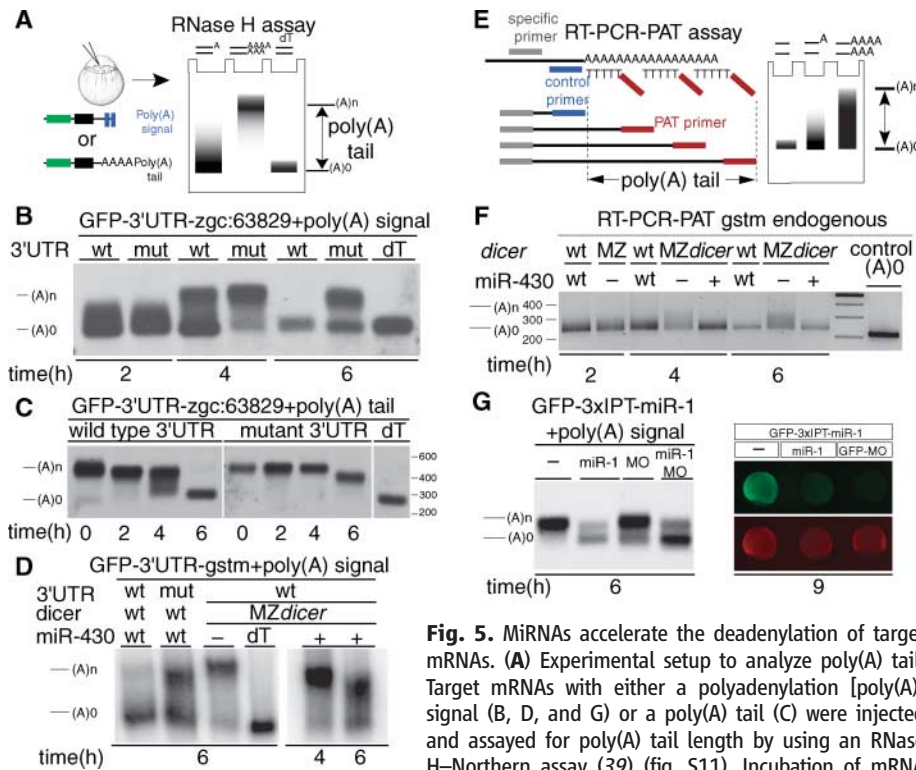 A
RNase H assay
A AAAA dT
AAA
Poly(A)
signal
or
AAAAPoly(A)
tail
(A)n
poly(A)
tail
(A)0
E
specific
primer
RT-PCR-PAT assay
AAAAAAAAAAAAAAAAA
TTTTT TTTTT TTTTT
control
primer
PAT primer
poly(A) tail
A AAAA
AAA
(A)n
(A)0
B
GFP-3'UTR-zgc:63829+poly(A) signal
3'UTR wt mut wt mut wt mut dT
(A)n
(A)0
time(h) 2 4 6
F
RT-PCR-PAT gstm endogenous
dicer wt MZ wt MZdicer wt MZdicer control
miR-430 wt – wt – + wt – + (A)0
(A)n 400
300
(A)0 200
time(h) 2 4 6
C
GFP-3'UTR-zgc:63829+poly(A) tail
wild type 3'UTR mutant 3'UTR dT
(A)n
(A)0
600
400
300
200
0 2 4 6 0 2 4 6
time(h)
G
GFP-3xIPT-miR-1
+poly(A) signal
– miR-1 MO miR-1
MO
(A)n
(A)0
time(h) 6
GFP-3xIPT-miR-1
– miR-1 GFP-MO
9
D
GFP-3'UTR-gstm+poly(A) signal
3'UTR wt mut wt
dicer wt wt MZdicer
miR-430 wt wt – dT + +
(A)n
(A)0
6 4 6
time(h)
Fig. 5. MiRNAs accelerate the deadenylation of target
mRNAs. (A) Experimental setup to analyze poly(A) tail
Target mRNAs with either a polyadenylation [poly(A)]
signal (B, D, and G) or a poly(A) tail (C) were injected
and assayed for poly(A) tail length by using an RNase
H–Northern assay (39) (fig. S11). Incubation of mRNA